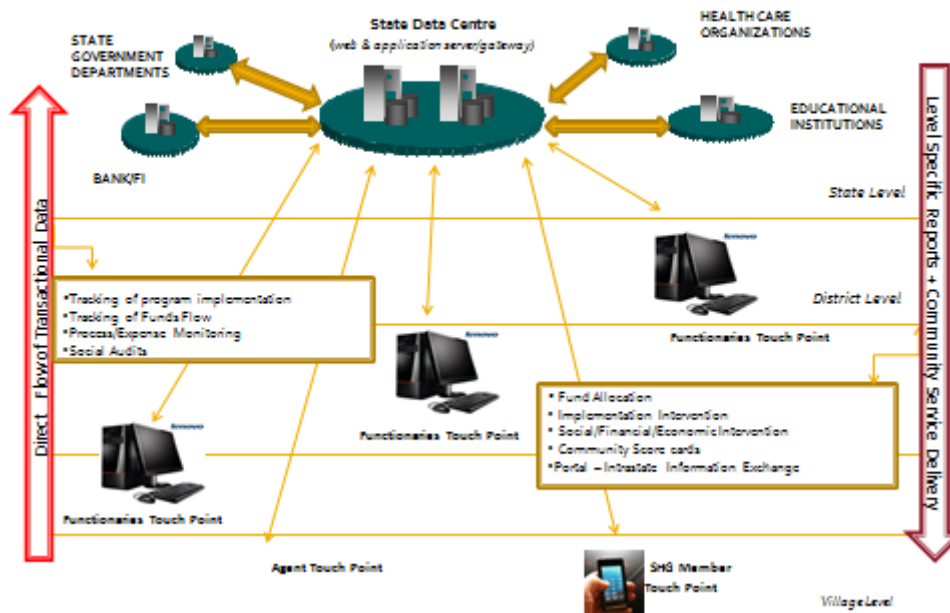 State Data Centre
(web & application server/gateway)
HEALTH CARE
ORGANIZATIONS
STATE
GOVERNMENT
DEPARTMENTS
EDUCATIONAL
INSTITUTIONS
BANK/FI
State Level
Direct Flow of Transactional Data
Level Specific Reports + Community Service Delivery
lenovo
▪Tracking of program implementation
▪Tracking of Funds Flow
▪Process/Expense Monitoring
▪Social Audits
District Level
Functionaries Touch Point
lenovo
▪ Fund Allocation
▪ Implementation Intervention
▪ Social/Financial/Economic Intervention
▪ Community Score cards
▪Portal – Intrastate Information Exchange
Functionaries Touch Point
lenovo
Functionaries Touch Point
Agent Touch Point
SHG Member
Touch Point
Village Level